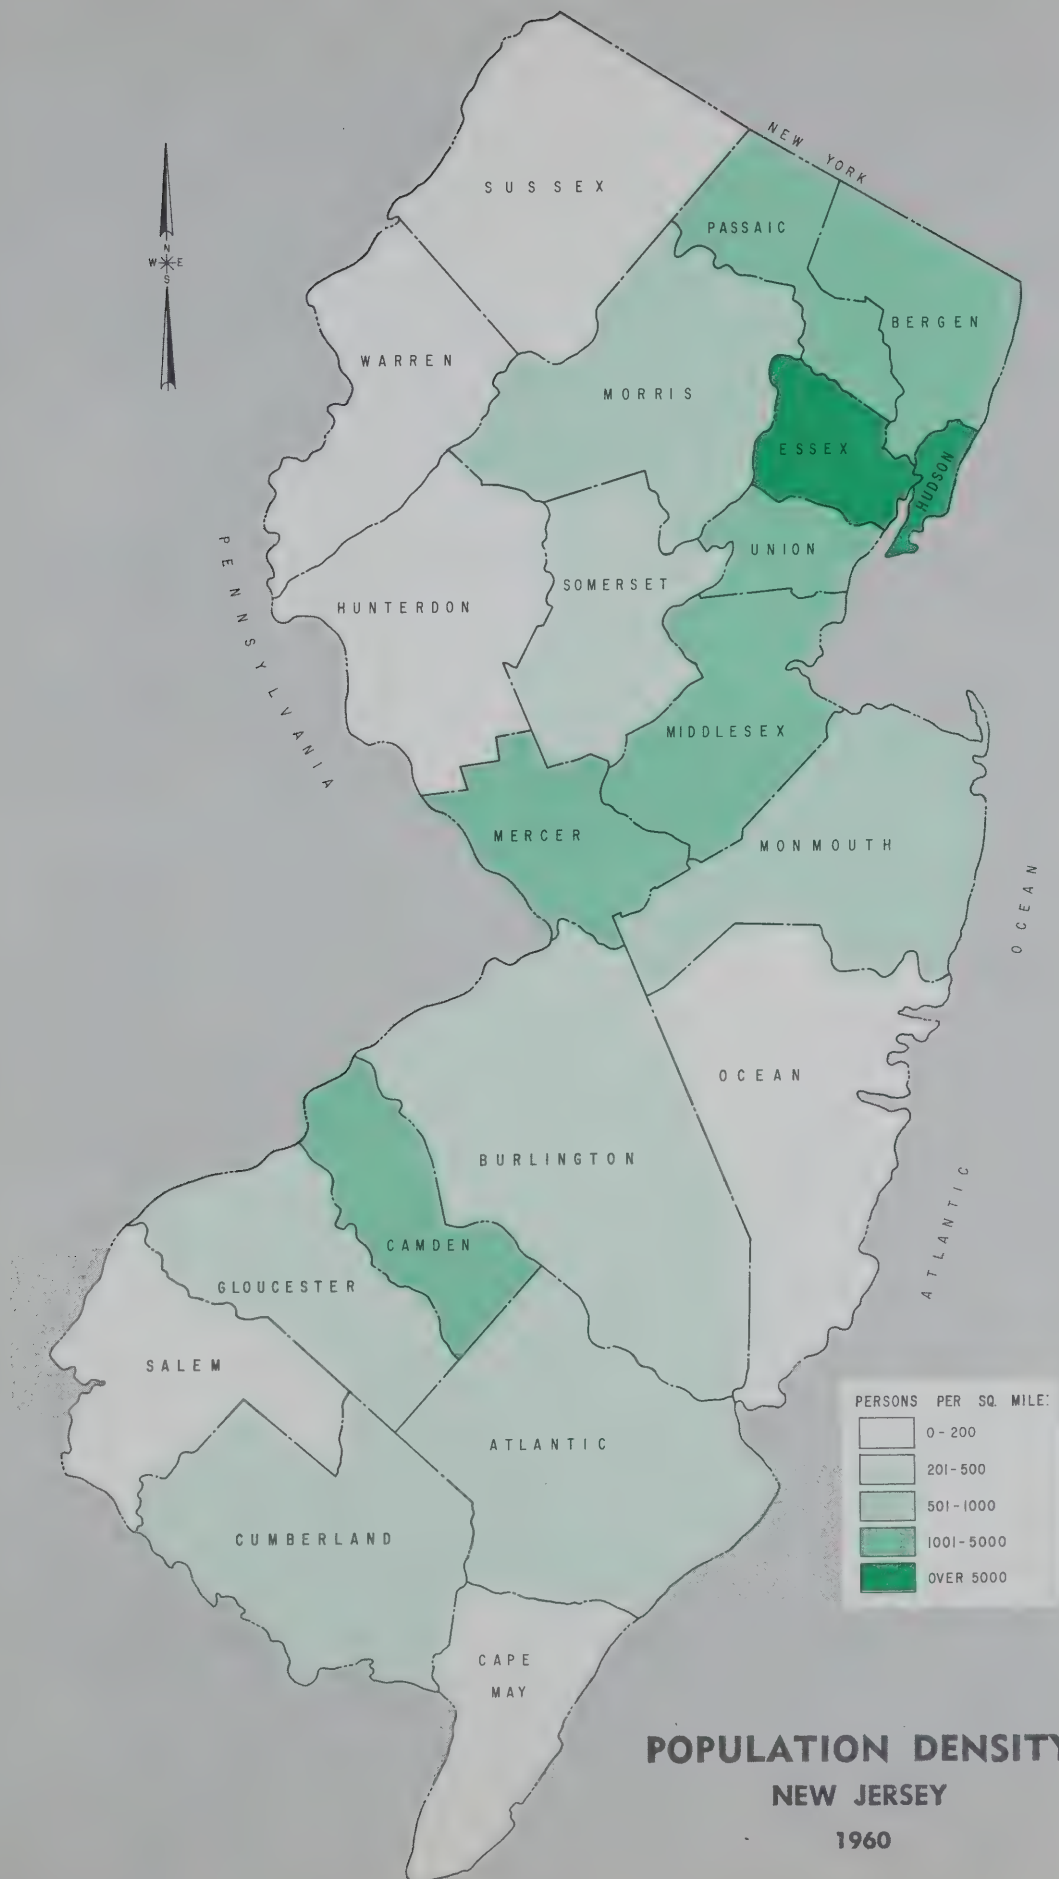 NEW YORK
SUSSEX
PASSAIC
N
W E
S
BERGEN
WARREN
MORRIS
ESSEX
HUDSON
UNION
PENNSYLVANIA
SOMERSET
HUNTERDON
MIDDLESEX
MERCER
MONMOUTH
ATLANTIC OCEAN
OCEAN
BURLINGTON
CAMDEN
GLOUCESTER
SALEM
ATLANTIC
CUMBERLAND
CAPE
MAY
PERSONS PER SQ. MILE:
0-200
201-500
501-1000
1001-5000
OVER 5000
POPULATION DENSITY
NEW JERSEY
1960